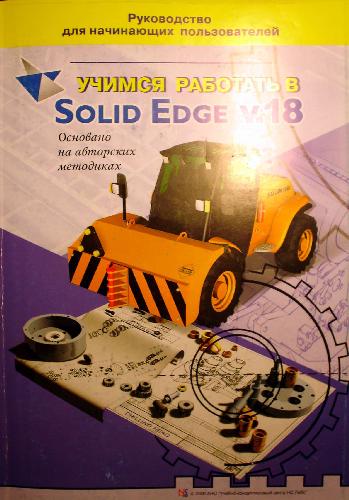 Руководство
для начинающих пользователей
УЧИМСЯ РАБОТАТЬ В
SOLID EDGE V.18
Основано
на авторских
методиках